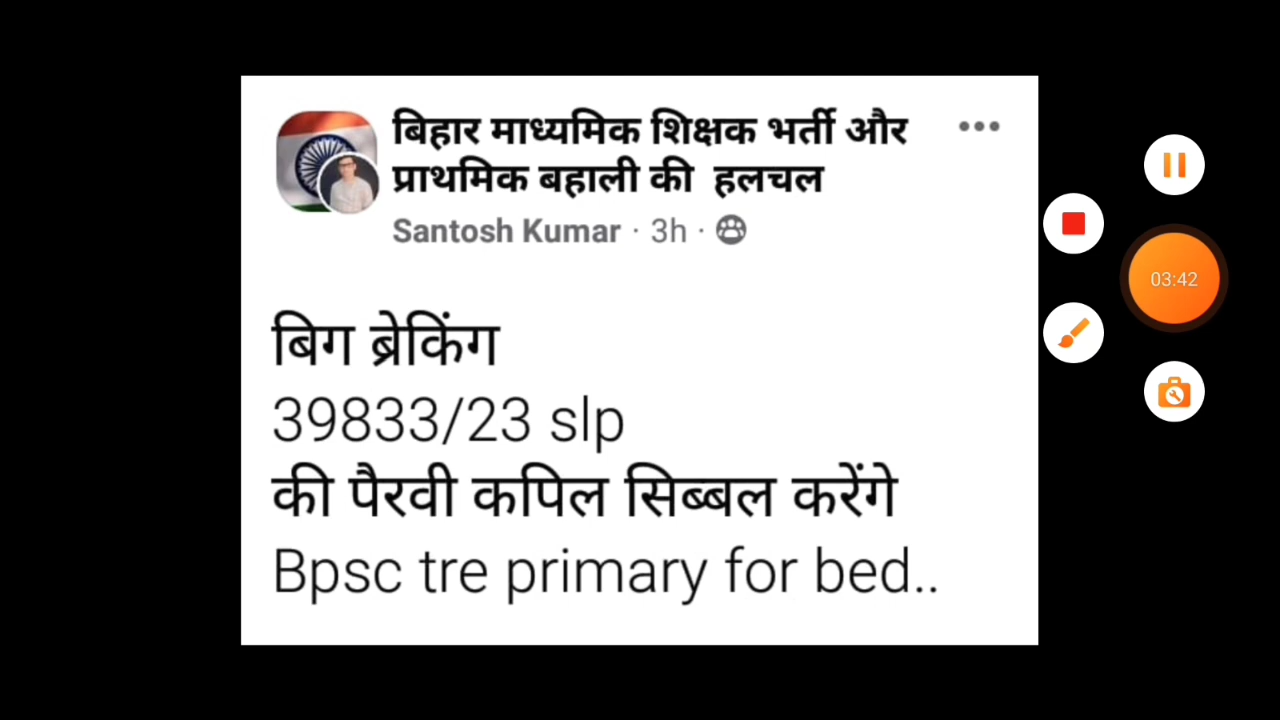 बिहार माध्यमिक शिक्षक भर्ती और
प्राथमिक बहाली की हलचल
Santosh Kumar · 3h ·
बिग ब्रेकिंग
39833/23 slp
की पैरवी कपिल सिब्बल करेंगे
Bpsc tre primary for bed..
03:42